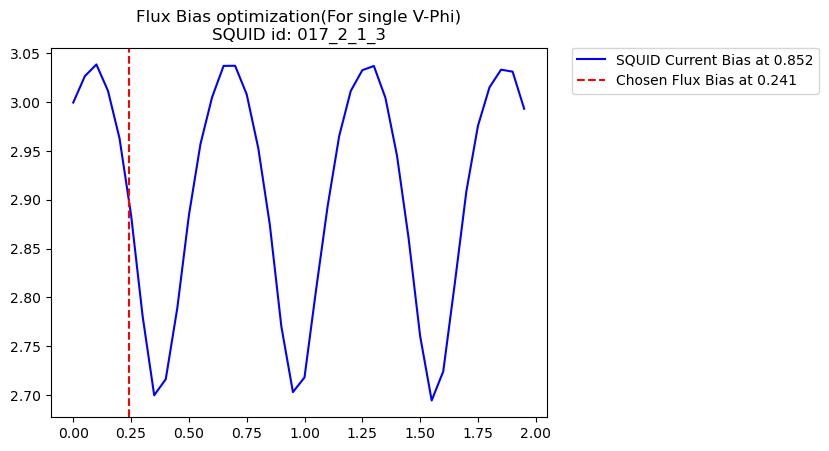 Flux Bias optimization(For single V-Phi)
SQUID id: 017_2_1_3
SQUID Current Bias at 0.852
Chosen Flux Bias at 0.241
3.05
3.00
2.95
2.90
2.85
2.80
2.75
2.70
0.00 0.25 0.50 0.75 1.00 1.25 1.50 1.75 2.00